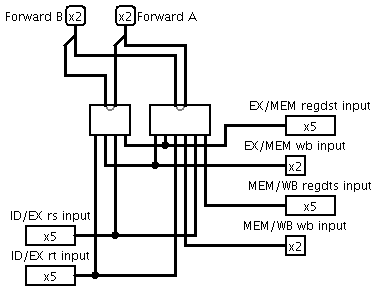 Forward B x2 x2 Forward A
EX/MEM regdst input
x5
EX/MEM wb input
x2
MEM/WB regdts input
x5
ID/EX rs input
x5
MEM/WB wb input
x2
ID/EX rt input
x5